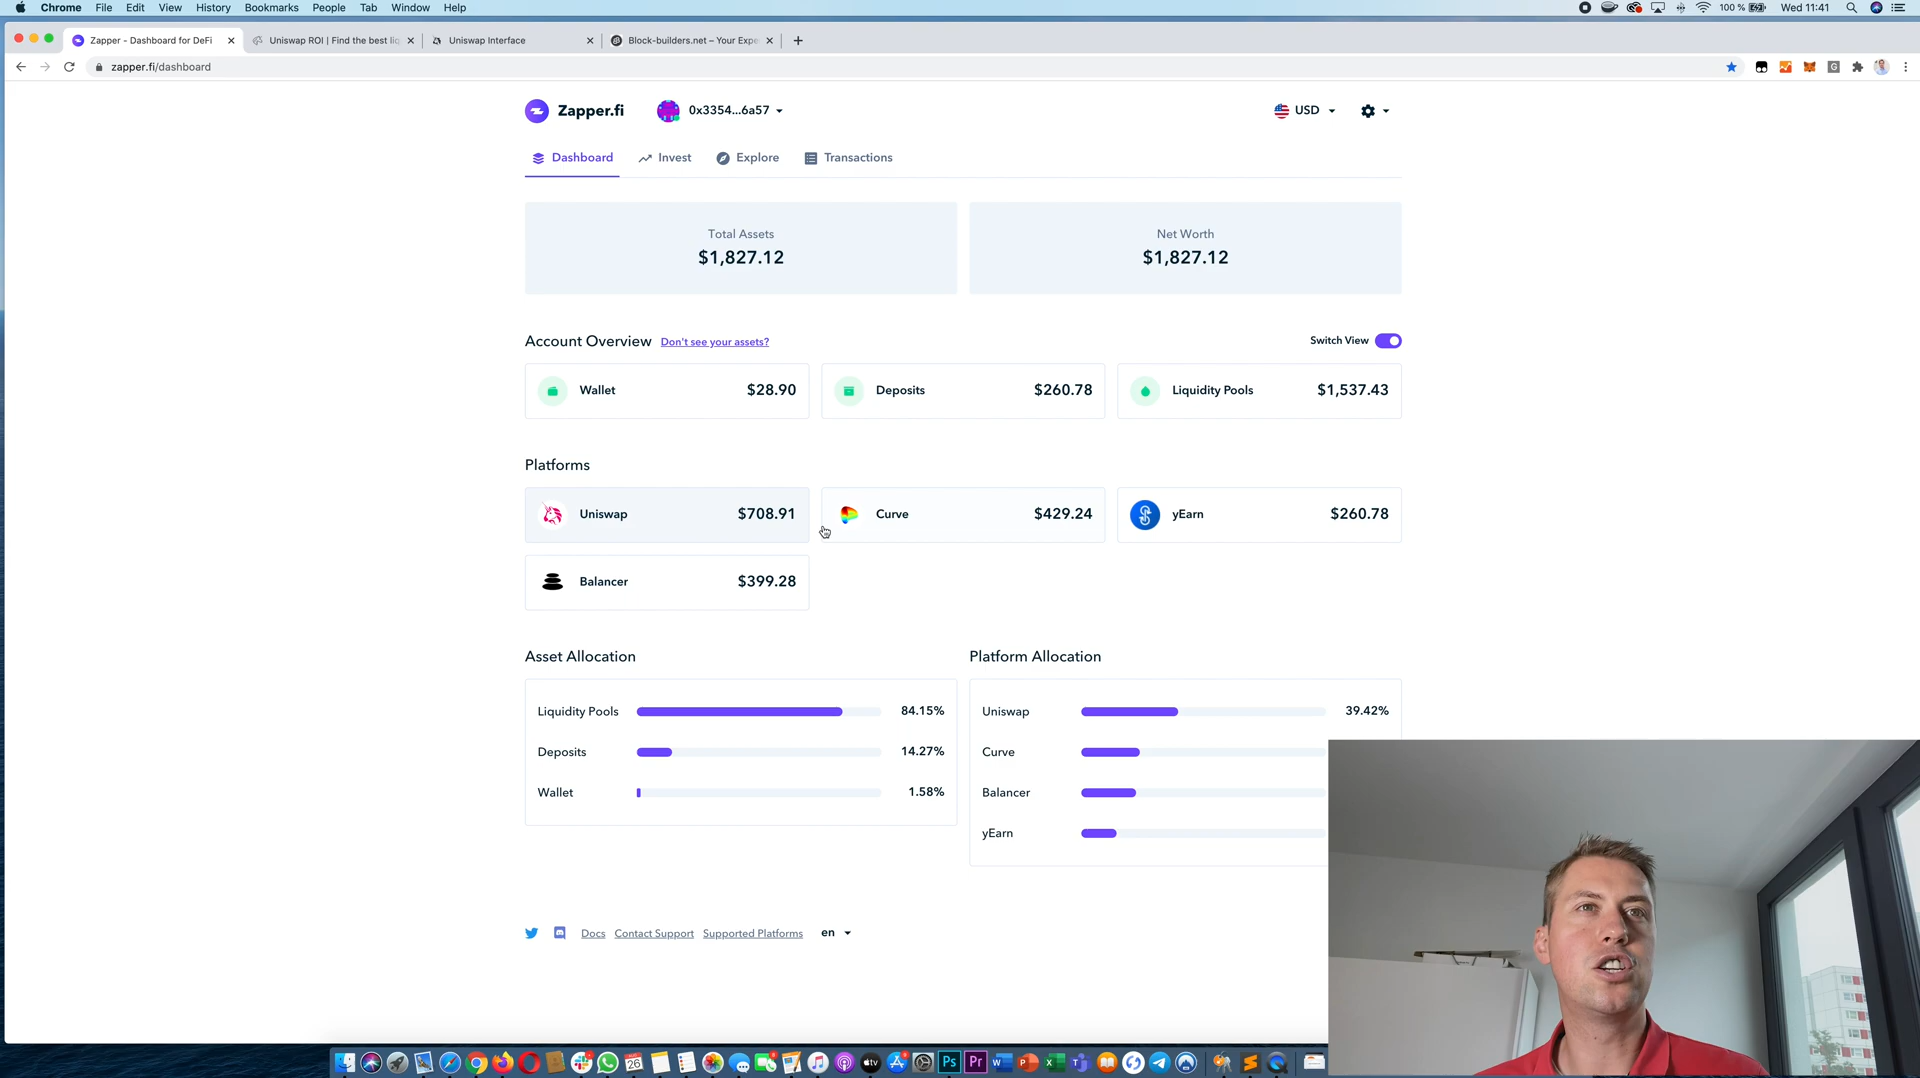 Chrome File Edit View History Bookmarks People Tab Window Help
100 % Wed 11:41
Zapper - Dashboard for DeFi
Uniswap ROI | Find the best liq
Uniswap Interface
Block-builders.net – Your Expe
zapper.fi/dashboard
Zapper.fi
0x3354...6a57
USD
Dashboard
Invest
Explore
Transactions
Total Assets
$1,827.12
Net Worth
$1,827.12
Account Overview
Don't see your assets?
Switch View
Wallet $28.90
Deposits $260.78
Liquidity Pools $1,537.43
Platforms
Uniswap $708.91
Curve $429.24
yEarn $260.78
Balancer $399.28
Asset Allocation
Liquidity Pools 84.15%
Deposits 14.27%
Wallet 1.58%
Platform Allocation
Uniswap 39.42%
Curve
Balancer
yEarn
Docs
Contact Support
Supported Platforms
en
26
Ps
Pr